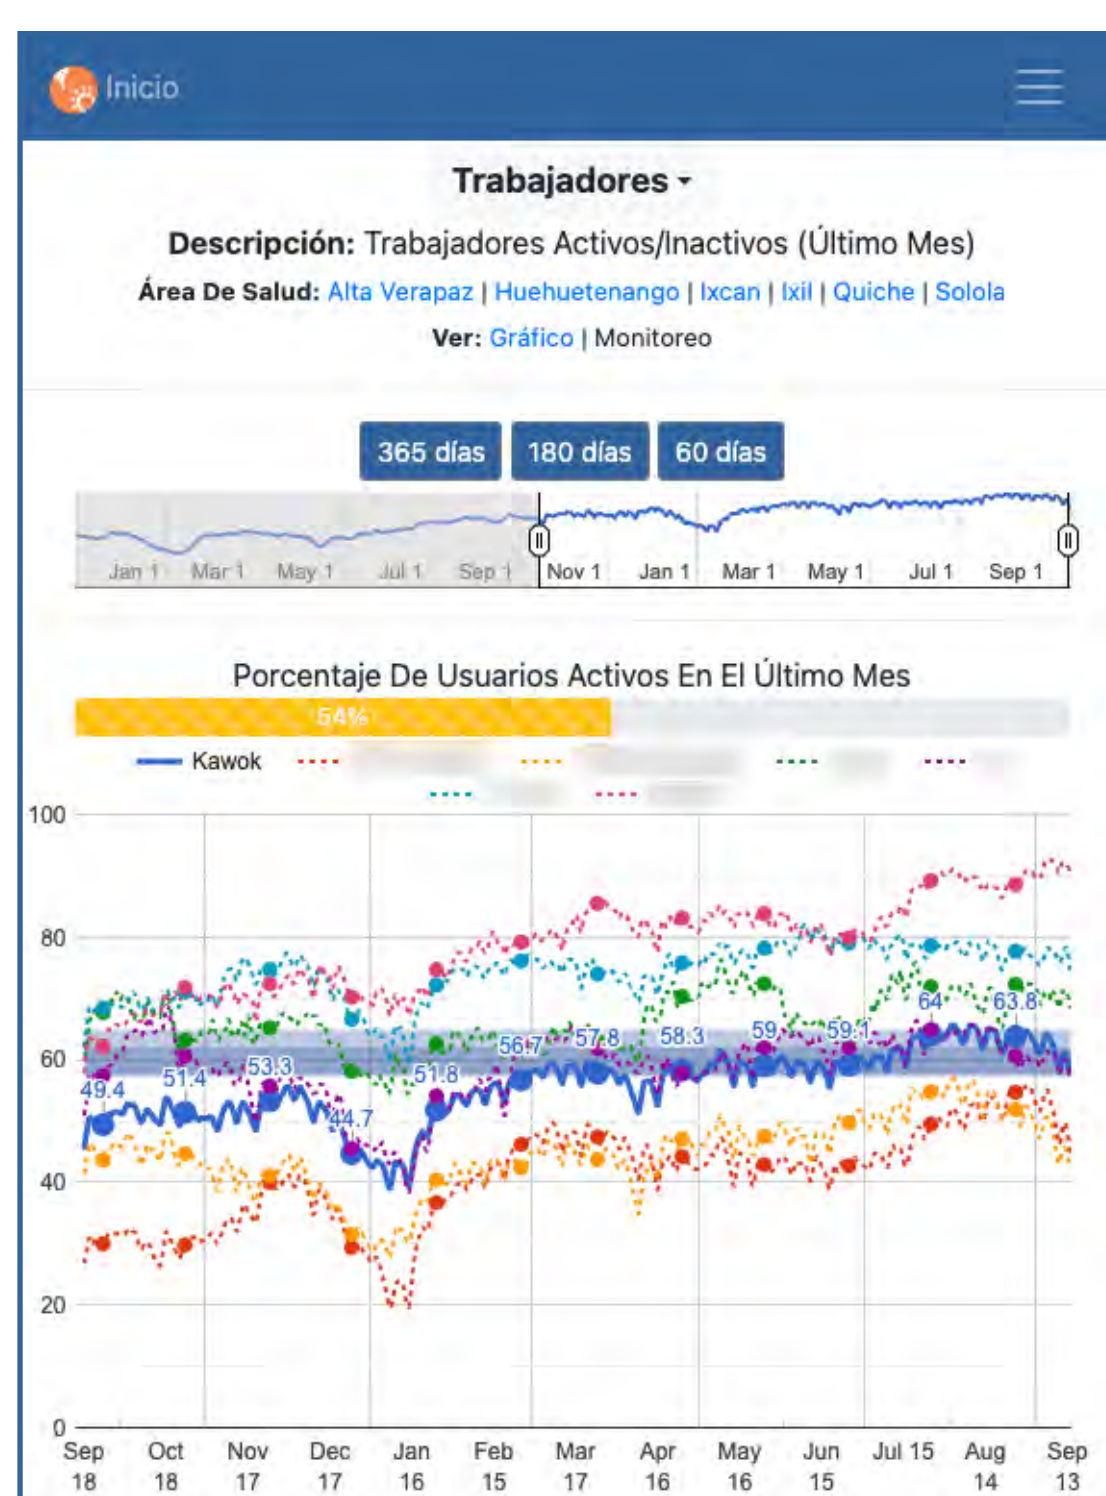 Inicio
Trabajadores
Descripción: Trabajadores Activos/Inactivos (Último Mes)
Área De Salud: Alta Verapaz | Huehuetenango | Ixcan | Ixil | Quiche | Solola
Ver: Gráfico | Monitoreo
365 días 180 días 60 días
Jan 1 Mar 1 May 1 Jul 1 Sep 1 Nov 1 Jan 1 Mar 1 May 1 Jul 1 Sep 1
Porcentaje De Usuarios Activos En El Último Mes
54%
Kawok
100
80
60
40
20
0
49.4 51.4 53.3 44.7 51.8 56.7 57.8 58.3 59 59.1 64 63.8
Sep Oct Nov Dec Jan Feb Mar Apr May Jun Jul 15 Aug Sep
18 18 17 17 16 15 17 16 16 15 14 13